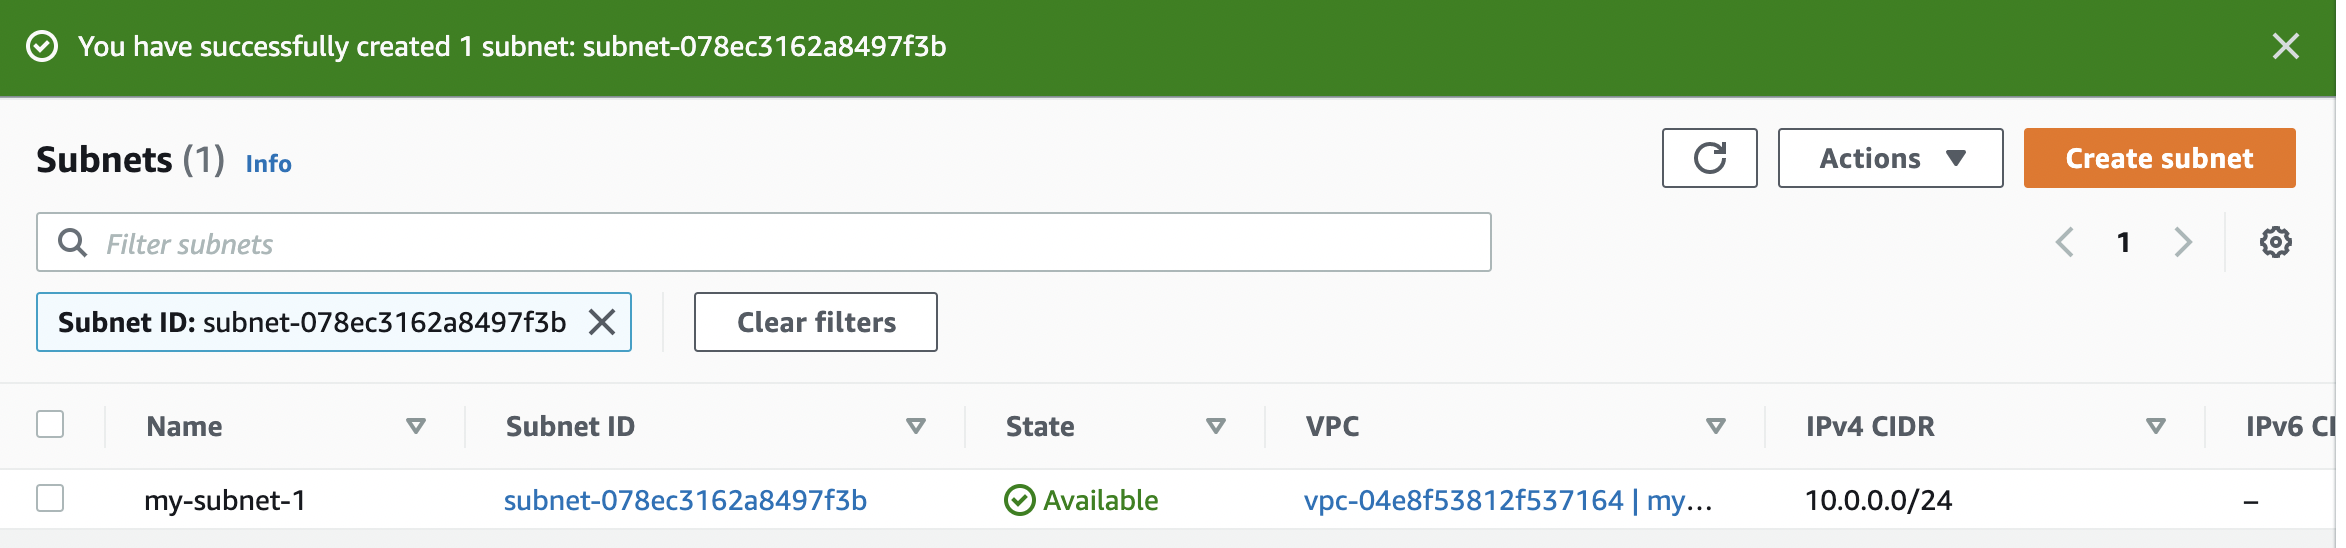 You have successfully created 1 subnet: subnet-078ec3162a8497f3b
Subnets (1) Info
Actions
Create subnet
Filter subnets
1
Subnet ID: subnet-078ec3162a8497f3b
Clear filters
Name Subnet ID State VPC IPv4 CIDR IPv6 CI
my-subnet-1 subnet-078ec3162a8497f3b Available vpc-04e8f53812f537164 | my... 10.0.0.0/24 –